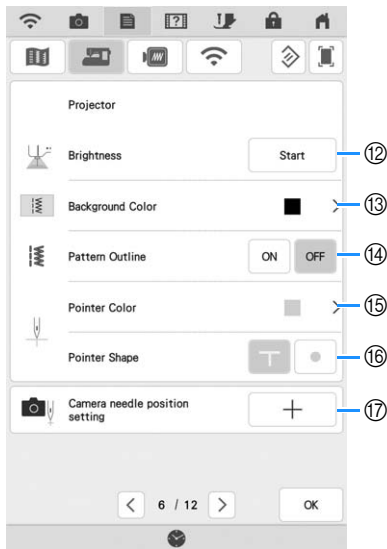 Projector
Brightness
Start
⑫
Background Color
⑬
Pattern Outline
ON
OFF
⑭
Pointer Color
⑮
Pointer Shape
⑯
Camera needle position
setting
⑰
6 / 12
OK